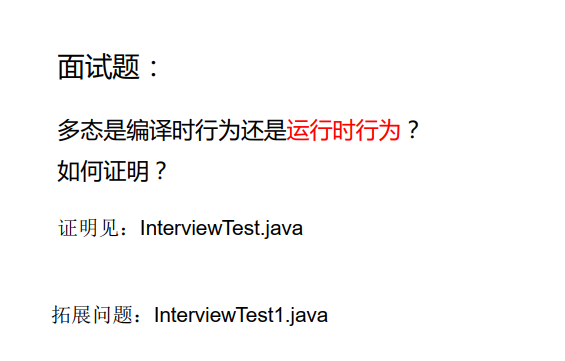 面试题：
多态是编译时行为还是运行时行为？
如何证明？
证明见：InterviewTest.java
拓展问题：InterviewTest1.java